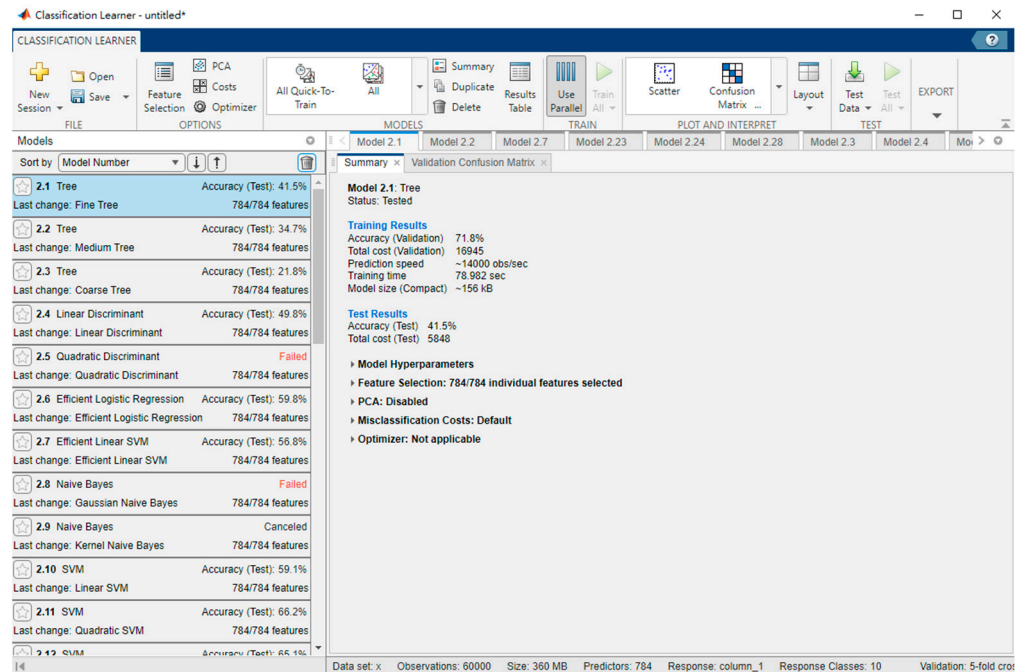 Classification Learner - untitled*
CLASSIFICATION LEARNER
New Session
Open
Save
FILE
Feature Selection
PCA
Costs
Optimizer
OPTIONS
All Quick-To-Train
All
Summary
Duplicate
Delete
MODELS
Results Table
Use Parallel
Train All
TRAIN
Scatter
Confusion Matrix ...
PLOT AND INTERPRET
Layout
Test Data
Test All
TEST
EXPORT
Models
Sort by Model Number
2.1 Tree Accuracy (Test): 41.5%
Last change: Fine Tree 784/784 features
2.2 Tree Accuracy (Test): 34.7%
Last change: Medium Tree 784/784 features
2.3 Tree Accuracy (Test): 21.8%
Last change: Coarse Tree 784/784 features
2.4 Linear Discriminant Accuracy (Test): 49.8%
Last change: Linear Discriminant 784/784 features
2.5 Quadratic Discriminant Failed
Last change: Quadratic Discriminant 784/784 features
2.6 Efficient Logistic Regression Accuracy (Test): 59.8%
Last change: Efficient Logistic Regression 784/784 features
2.7 Efficient Linear SVM Accuracy (Test): 56.8%
Last change: Efficient Linear SVM 784/784 features
2.8 Naive Bayes Failed
Last change: Gaussian Naive Bayes 784/784 features
2.9 Naive Bayes Canceled
Last change: Kernel Naive Bayes 784/784 features
2.10 SVM Accuracy (Test): 59.1%
Last change: Linear SVM 784/784 features
2.11 SVM Accuracy (Test): 66.2%
Last change: Quadratic SVM 784/784 features
2.12 SVM Accuracy (Test): 65.1%
Model 2.1 Model 2.2 Model 2.7 Model 2.23 Model 2.24 Model 2.28 Model 2.3 Model 2.4
Summary × Validation Confusion Matrix ×
Model 2.1: Tree
Status: Tested
Training Results
Accuracy (Validation) 71.8%
Total cost (Validation) 16945
Prediction speed ~14000 obs/sec
Training time 78.982 sec
Model size (Compact) ~156 kB
Test Results
Accuracy (Test) 41.5%
Total cost (Test) 5848
Model Hyperparameters
Feature Selection: 784/784 individual features selected
PCA: Disabled
Misclassification Costs: Default
Optimizer: Not applicable
Data set: x Observations: 60000 Size: 360 MB Predictors: 784 Response: column_1 Response Classes: 10 Validation: 5-fold cros